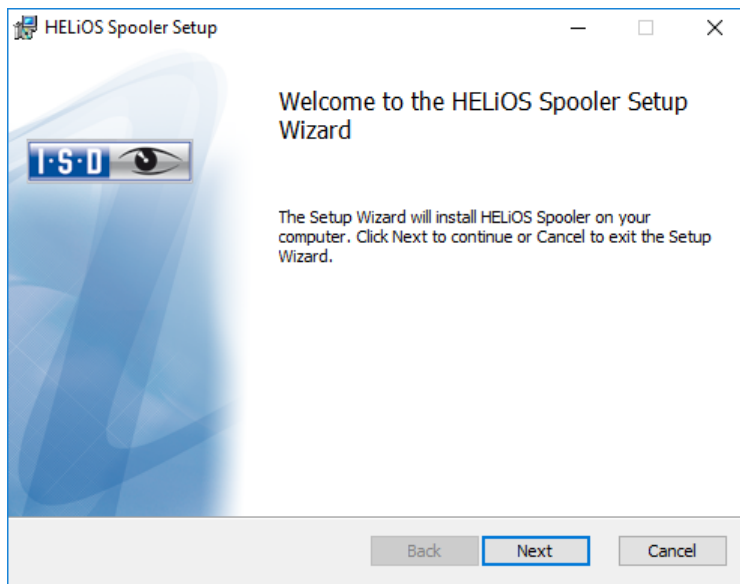 HELiOS Spooler Setup
Welcome to the HELiOS Spooler Setup
Wizard
I·S·D
The Setup Wizard will install HELiOS Spooler on your
computer. Click Next to continue or Cancel to exit the Setup
Wizard.
Back Next Cancel